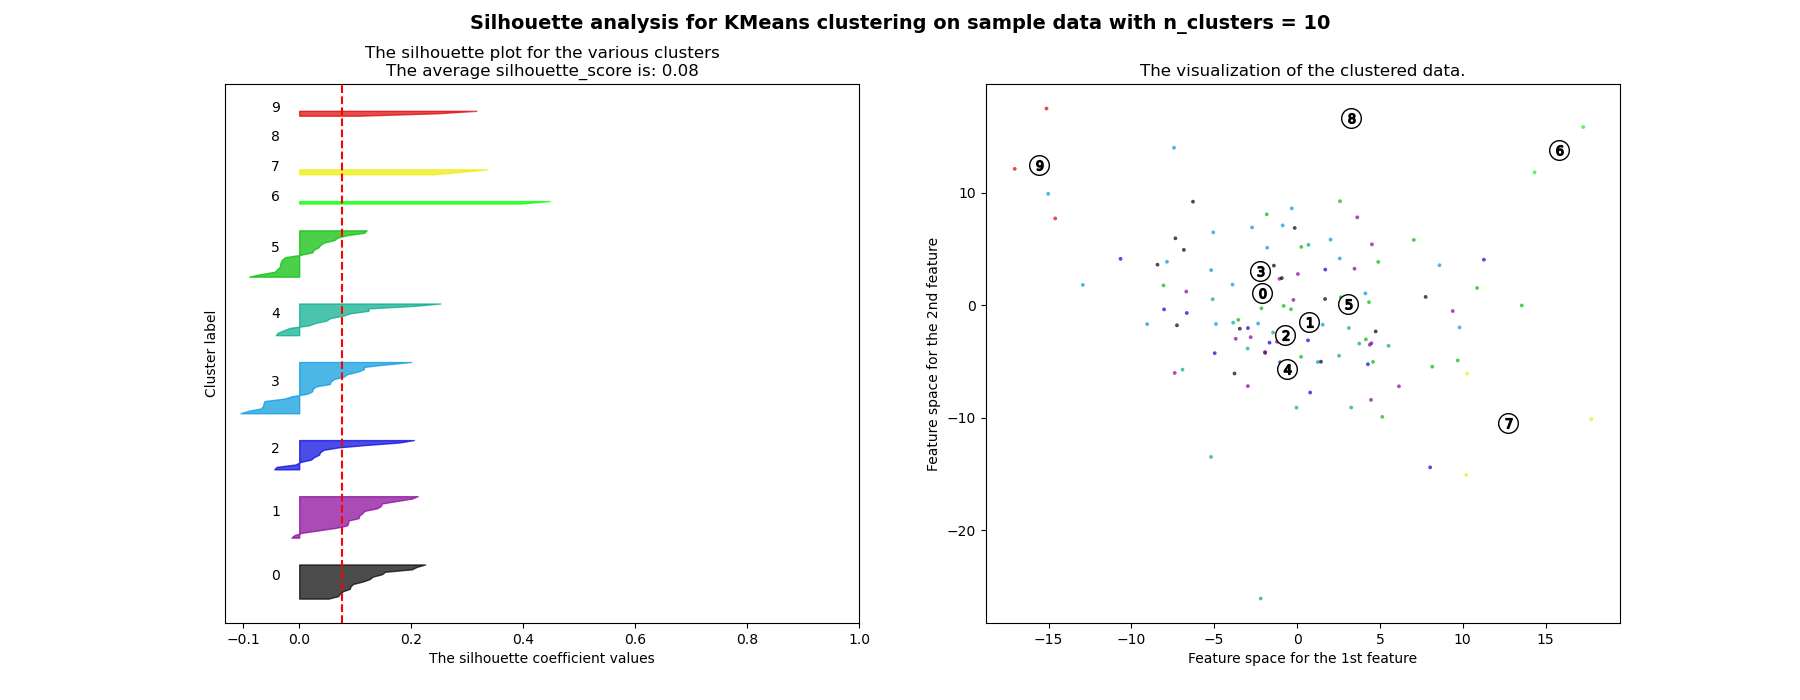 Silhouette analysis for KMeans clustering on sample data with n_clusters = 10
The silhouette plot for the various clusters
The average silhouette_score is: 0.08
9
8
7
6
5
4
3
2
1
0
Cluster label
−0.1 0.0 0.2 0.4 0.6 0.8 1.0
The silhouette coefficient values
The visualization of the clustered data.
8
6
9
3
0
5
1
2
4
7
10
0
−10
−20
Feature space for the 2nd feature
−15 −10 −5 0 5 10 15
Feature space for the 1st feature